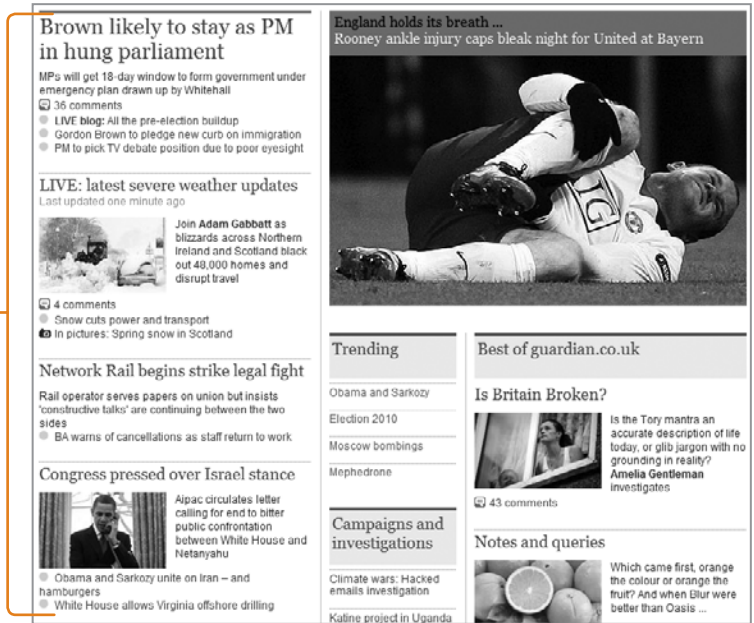 Brown likely to stay as PM
in hung parliament
MPs will get 18-day window to form government under
emergency plan drawn up by Whitehall
36 comments
LIVE blog: All the pre-election buildup
Gordon Brown to pledge new curb on immigration
PM to pick TV debate position due to poor eyesight
LIVE: latest severe weather updates
Last updated one minute ago
Join Adam Gabbatt as
blizzards across Northern
Ireland and Scotland black
out 48,000 homes and
disrupt travel
4 comments
Snow cuts power and transport
In pictures: Spring snow in Scotland
Network Rail begins strike legal fight
Rail operator serves papers on union but insists
'constructive talks' are continuing between the two
sides
BA warns of cancellations as staff return to work
Congress pressed over Israel stance
Aipac circulates letter
calling for end to bitter
public confrontation
between White House and
Netanyahu
Obama and Sarkozy unite on Iran – and
hamburgers
White House allows Virginia offshore drilling
England holds its breath ...
Rooney ankle injury caps bleak night for United at Bayern
AIG
Trending
Obama and Sarkozy
Election 2010
Moscow bombings
Mephedrone
Campaigns and
investigations
Climate wars: Hacked
emails investigation
Katine project in Uganda
Best of guardian.co.uk
Is Britain Broken?
Is the Tory mantra an
accurate description of life
today, or glib jargon with no
grounding in reality?
Amelia Gentleman
investigates
43 comments
Notes and queries
Which came first, orange
the colour or orange the
fruit? And when Blur were
better than Oasis ...